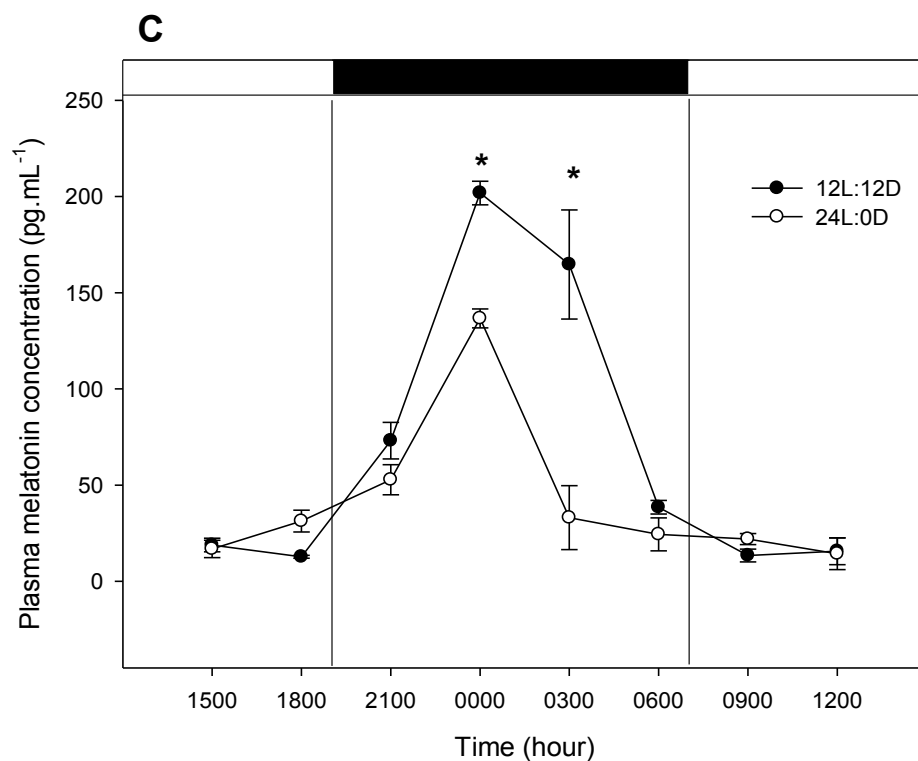 C
250
200
150
100
50
0
Plasma melatonin concentration (pg.mL⁻¹)
*
*
12L:12D
24L:0D
1500 1800 2100 0000 0300 0600 0900 1200
Time (hour)